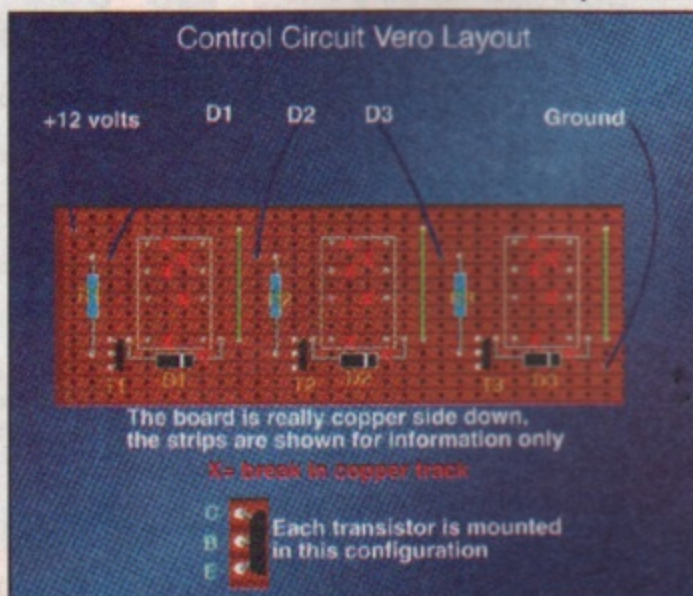 Control Circuit Vero Layout
+12 volts D1 D2 D3 Ground
R2
T1 D1 T2 D2 T3 D3
The board is really copper side down,
the strips are shown for information only
X= break in copper track
C
B
E
Each transistor is mounted
in this configuration